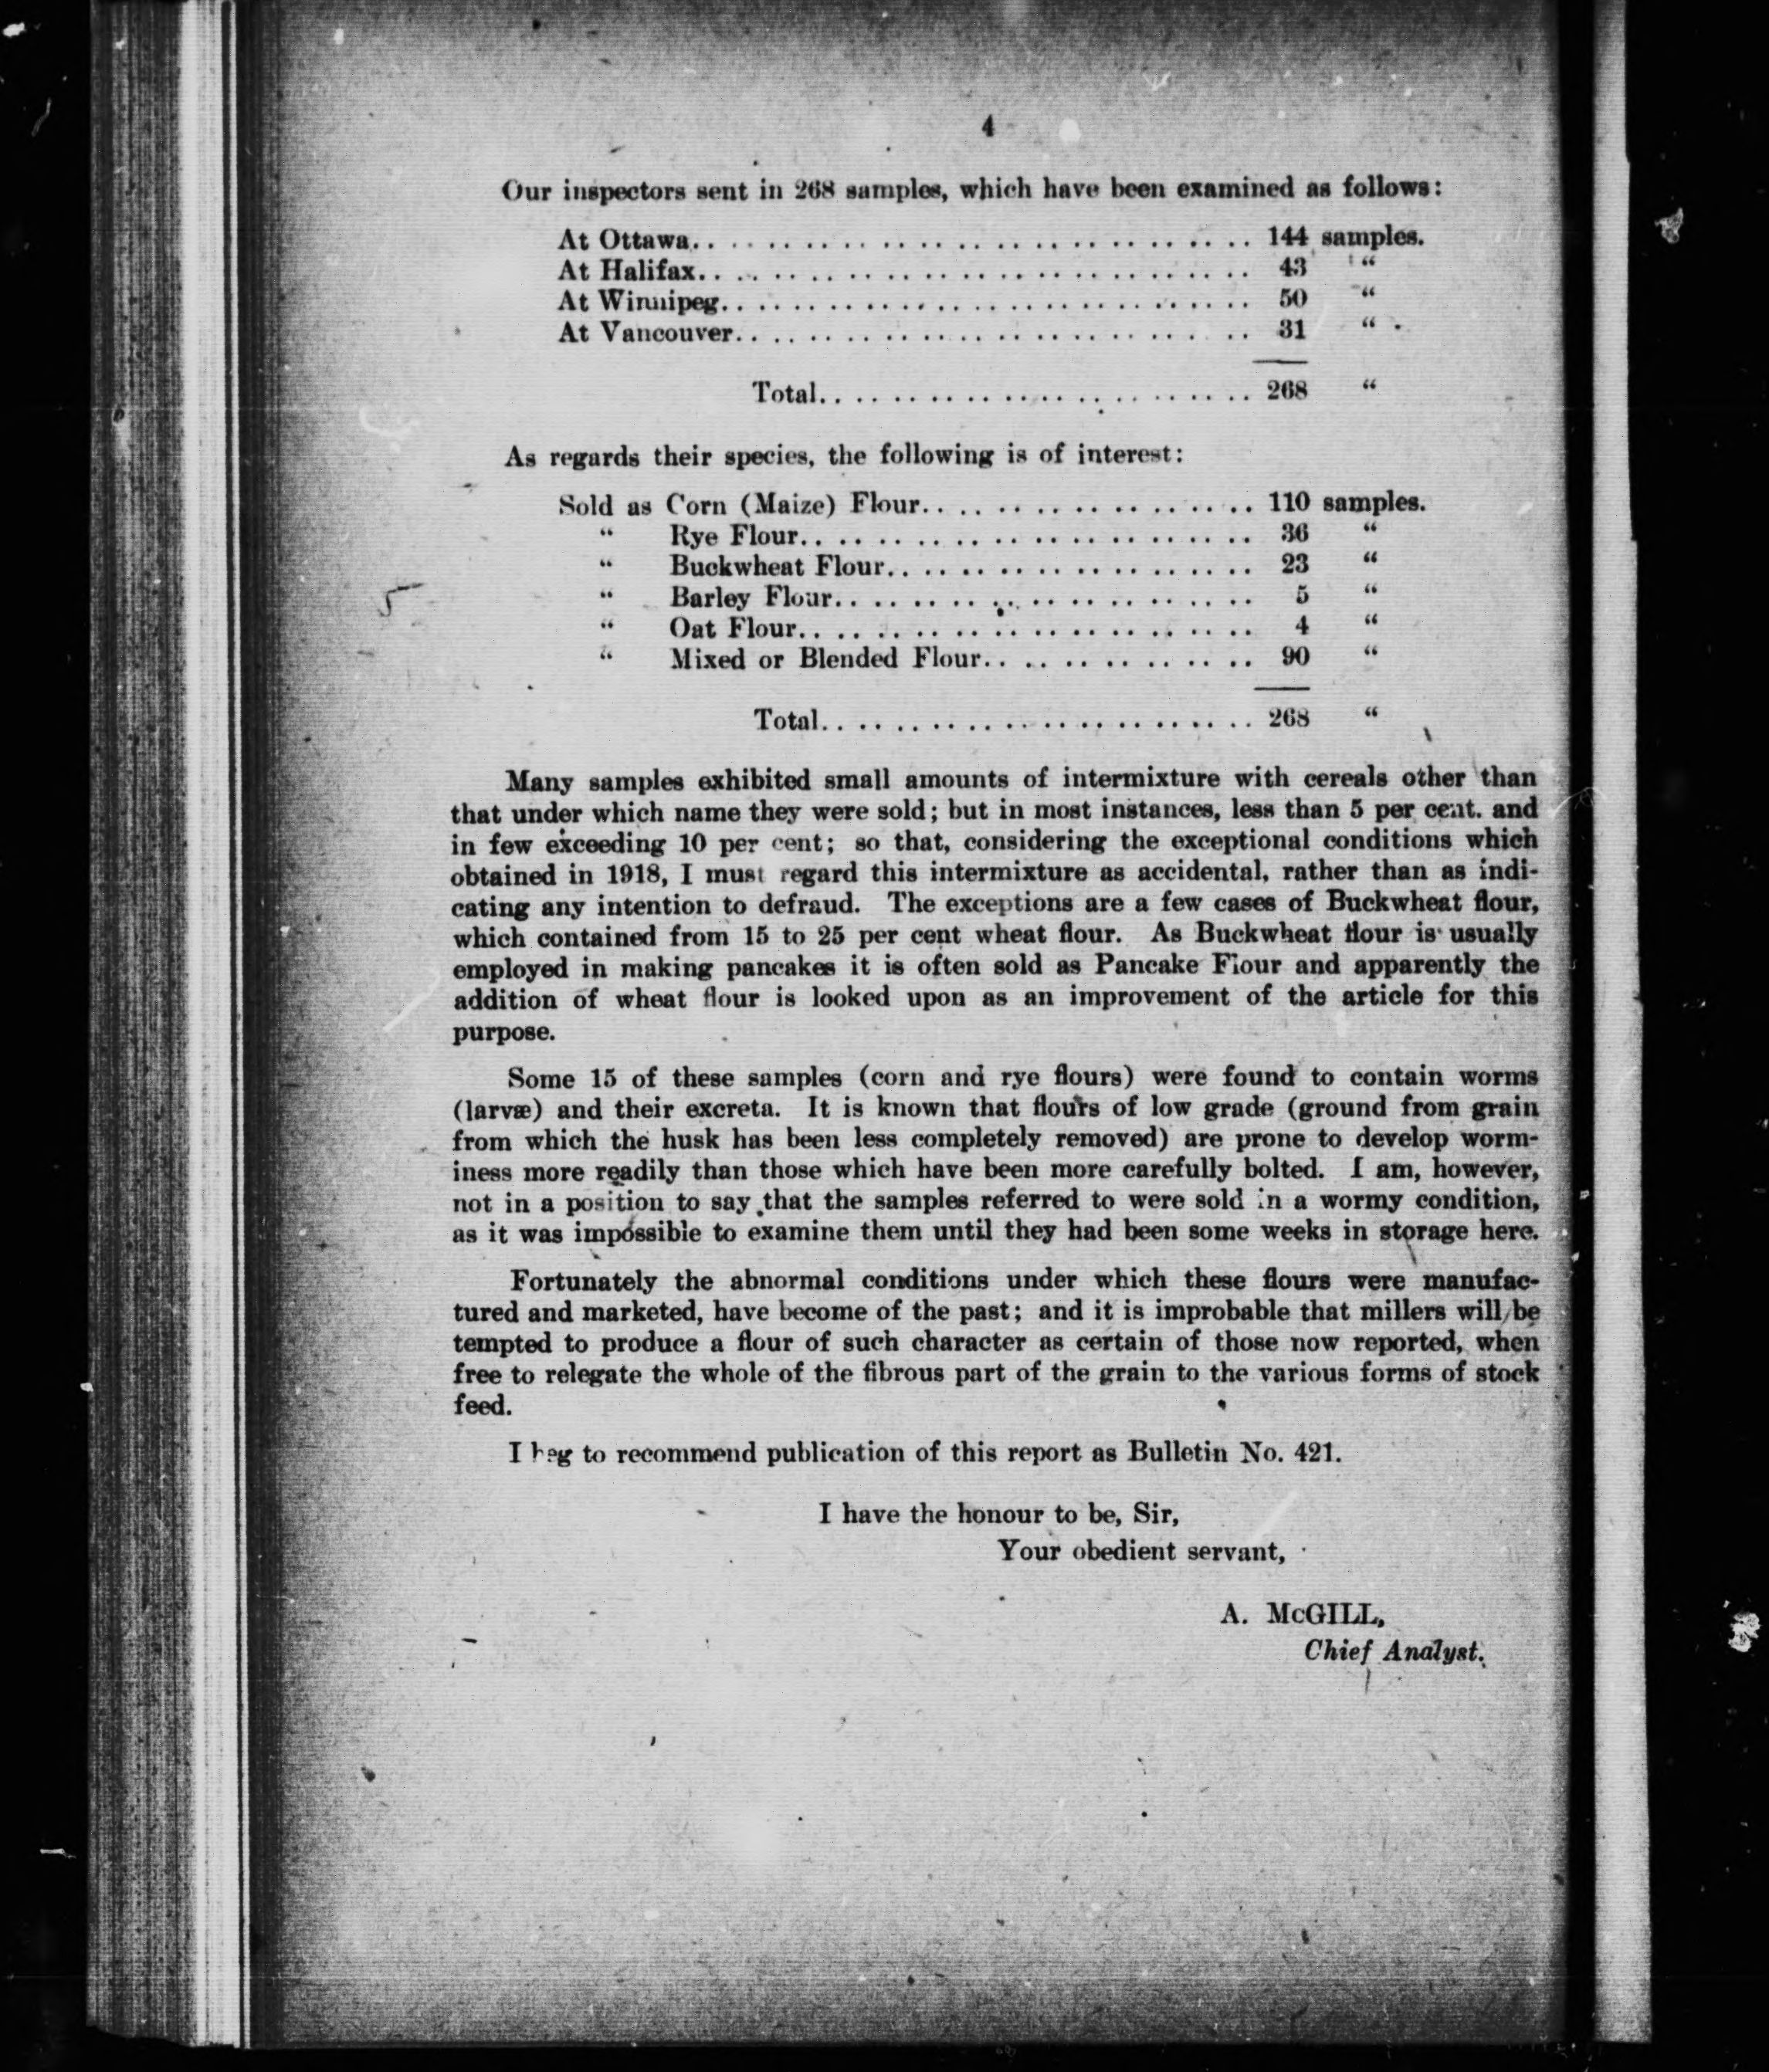 4
Our inspectors sent in 268 samples, which have been examined as follows:
At Ottawa. . . . . . . . . . . . . . . . . . . . . . . . . . . . . . 144 samples.
At Halifax. . . . . . . . . . . . . . . . . . . . . . . . . . . . . . 43 “
At Winnipeg. . . . . . . . . . . . . . . . . . . . . . . . . . . . . 50 “
At Vancouver. . . . . . . . . . . . . . . . . . . . . . . . . . . . 31 “
Total. . . . . . . . . . . . . . . . . . . . . . . . 268 “
As regards their species, the following is of interest:
Sold as Corn (Maize) Flour. . . . . . . . . . . . . . . . . . 110 samples.
“ Rye Flour. . . . . . . . . . . . . . . . . . . . . . . . 36 “
“ Buckwheat Flour. . . . . . . . . . . . . . . . . . . . 23 “
“ Barley Flour. . . . . . . . . . . . . . . . . . . . . . 5 “
“ Oat Flour. . . . . . . . . . . . . . . . . . . . . . . . 4 “
“ Mixed or Blended Flour. . . . . . . . . . . . . . . 90 “
Total. . . . . . . . . . . . . . . . . . . . . . . . 268 “
Many samples exhibited small amounts of intermixture with cereals other than
that under which name they were sold; but in most instances, less than 5 per cent. and
in few exceeding 10 per cent; so that, considering the exceptional conditions which
obtained in 1918, I must regard this intermixture as accidental, rather than as indi-
cating any intention to defraud. The exceptions are a few cases of Buckwheat flour,
which contained from 15 to 25 per cent wheat flour. As Buckwheat flour is usually
employed in making pancakes it is often sold as Pancake Flour and apparently the
addition of wheat flour is looked upon as an improvement of the article for this
purpose.
Some 15 of these samples (corn and rye flours) were found to contain worms
(larvæ) and their excreta. It is known that flours of low grade (ground from grain
from which the husk has been less completely removed) are prone to develop worm-
iness more readily than those which have been more carefully bolted. I am, however,
not in a position to say that the samples referred to were sold in a wormy condition,
as it was impossible to examine them until they had been some weeks in storage here.
Fortunately the abnormal conditions under which these flours were manufac-
tured and marketed, have become of the past; and it is improbable that millers will be
tempted to produce a flour of such character as certain of those now reported, when
free to relegate the whole of the fibrous part of the grain to the various forms of stock
feed.
I beg to recommend publication of this report as Bulletin No. 421.
I have the honour to be, Sir,
Your obedient servant,
A. McGILL,
Chief Analyst.